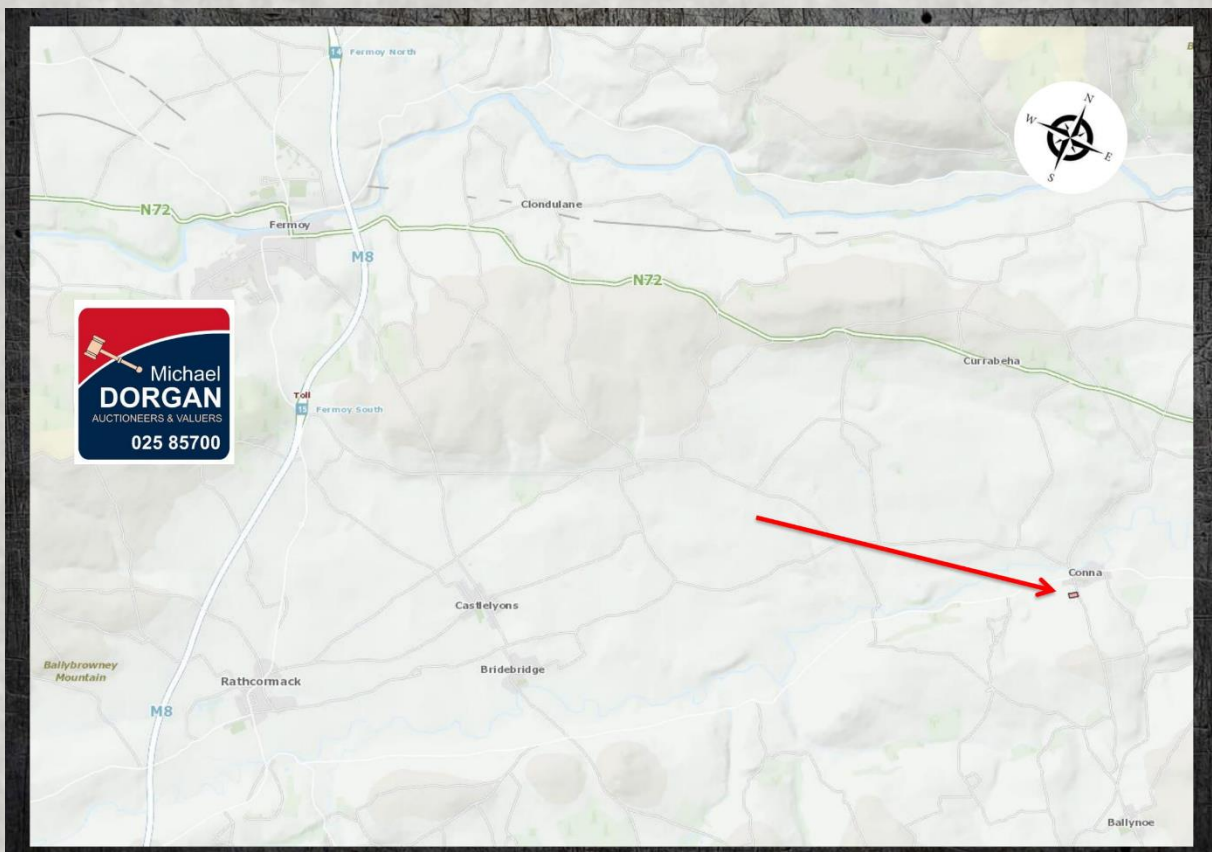 14 Fermoy North
N
W
E
S
Clondulane
N72
Fermoy
M8
N72
Currabeha
Michael
DORGAN
AUCTIONEERS & VALUERS
025 85700
Toll
15 Fermoy South
Conna
Castlelyons
Bridebridge
Ballybrowney
Mountain
Rathcormack
M8
Ballynoe